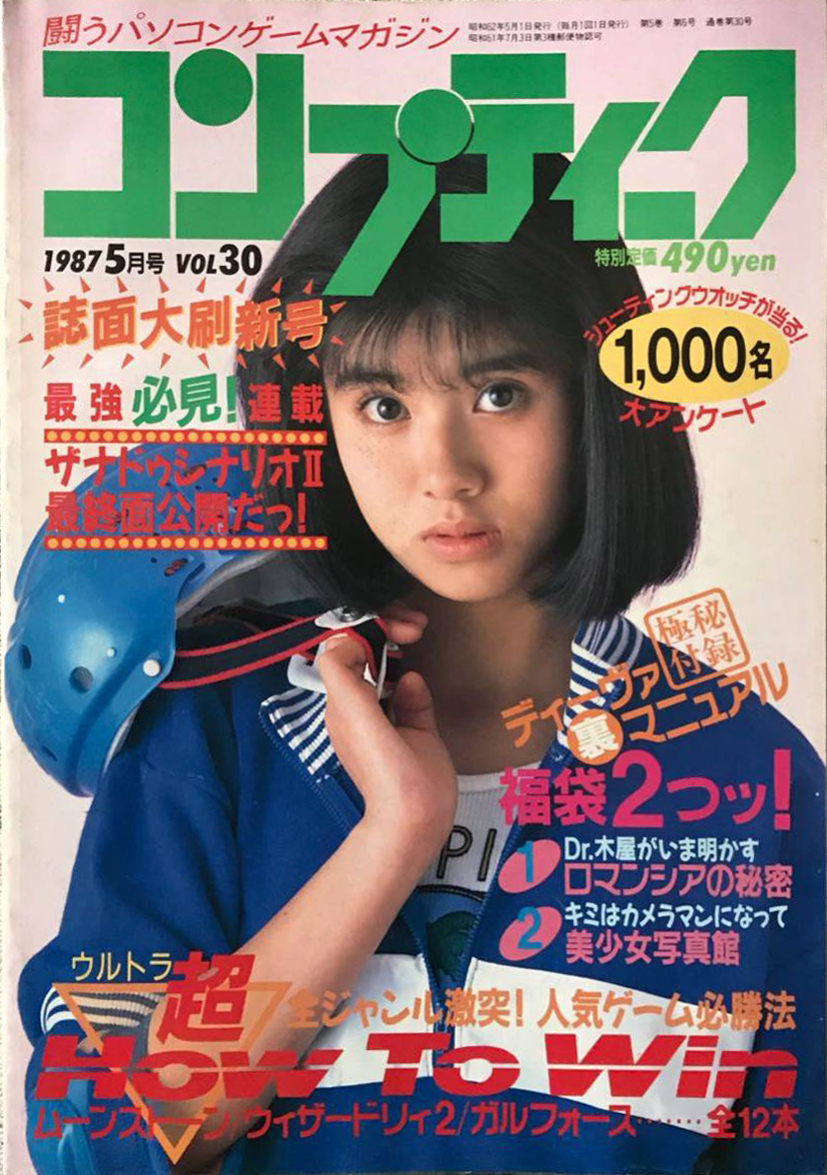 闘うパソコンゲームマガジン
昭和62年5月1日発行(毎月1回1日発行) 第5巻 第6号 通巻第30号
昭和61年7月3日第3種郵便物認可
コンプティーク
1987 5月号 VOL30
特別定価490yen
誌面大刷新号
シューティングウオッチが当る!
1,000名
大アンケート
最強必見!連載
ザナドゥシナリオⅡ
最終面公開だっ!
極秘
付録
ディーヴァ
裏マニュアル
福袋2つッ!
1 Dr.木屋がいま明かす
ロマンシアの秘密
2 キミはカメラマンになって
美少女写真館
PI
ウルトラ
超
全ジャンル激突!人気ゲーム必勝法
How To Win
ムーンストーン/ウィザードリィ2/ガルフォース……全12本